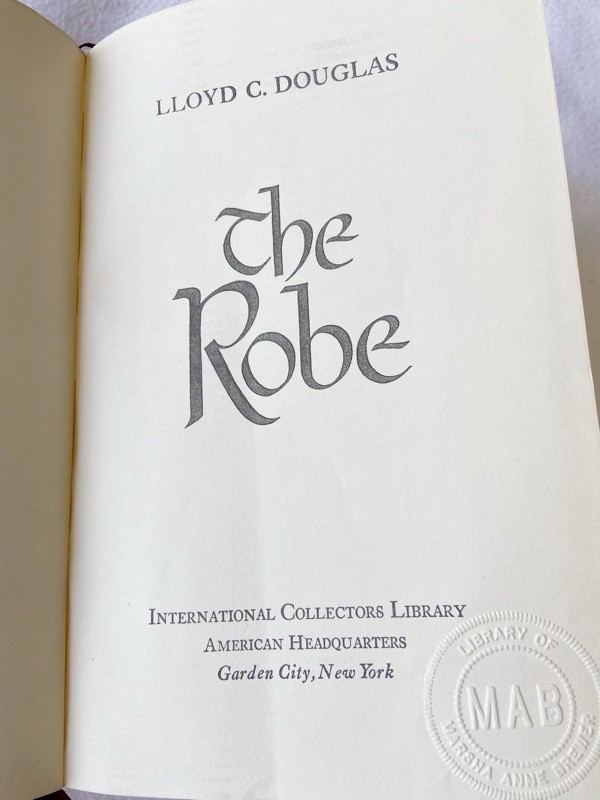 LLOYD C. DOUGLAS
The
Robe
INTERNATIONAL COLLECTORS LIBRARY
AMERICAN HEADQUARTERS
Garden City, New York
LIBRARY OF
MAB
MARSHA ANNE BREWER